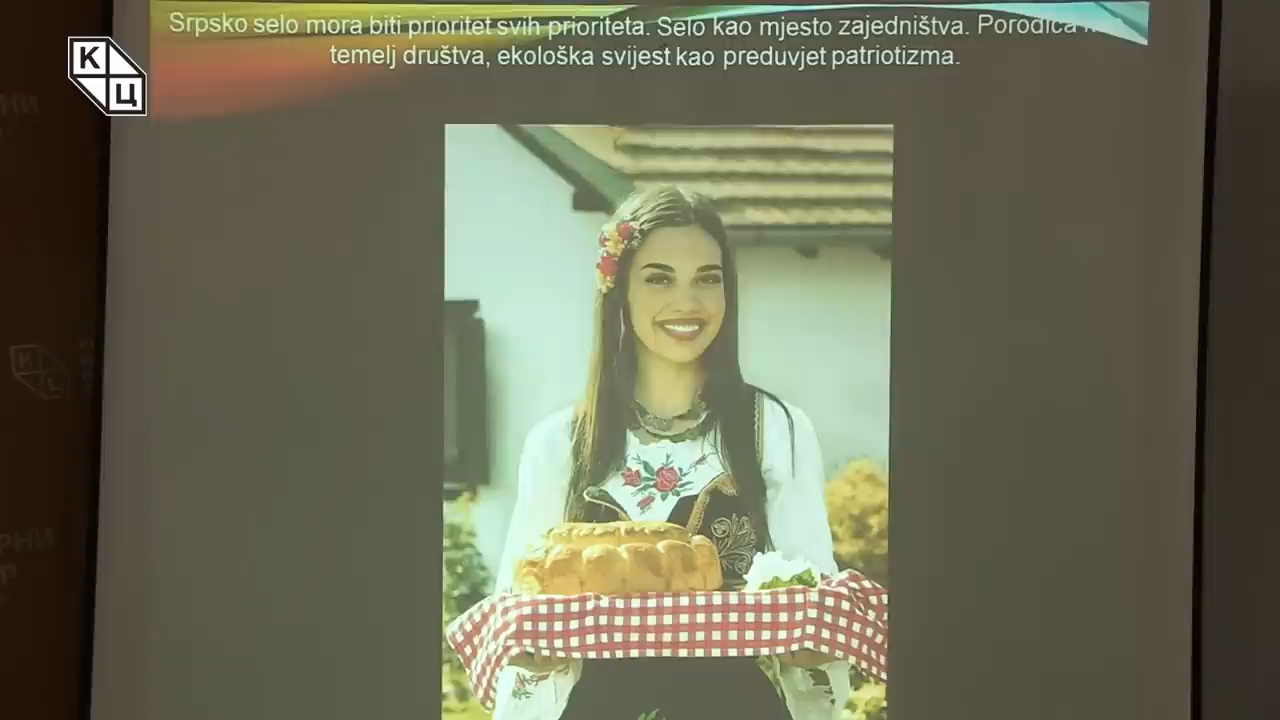 Srpsko selo mora biti prioritet svih prioriteta. Selo kao mjesto zajedništva. Porodica
temelj društva, ekološka svijest kao preduvjet patriotizma.
К
Ц
К
Ц